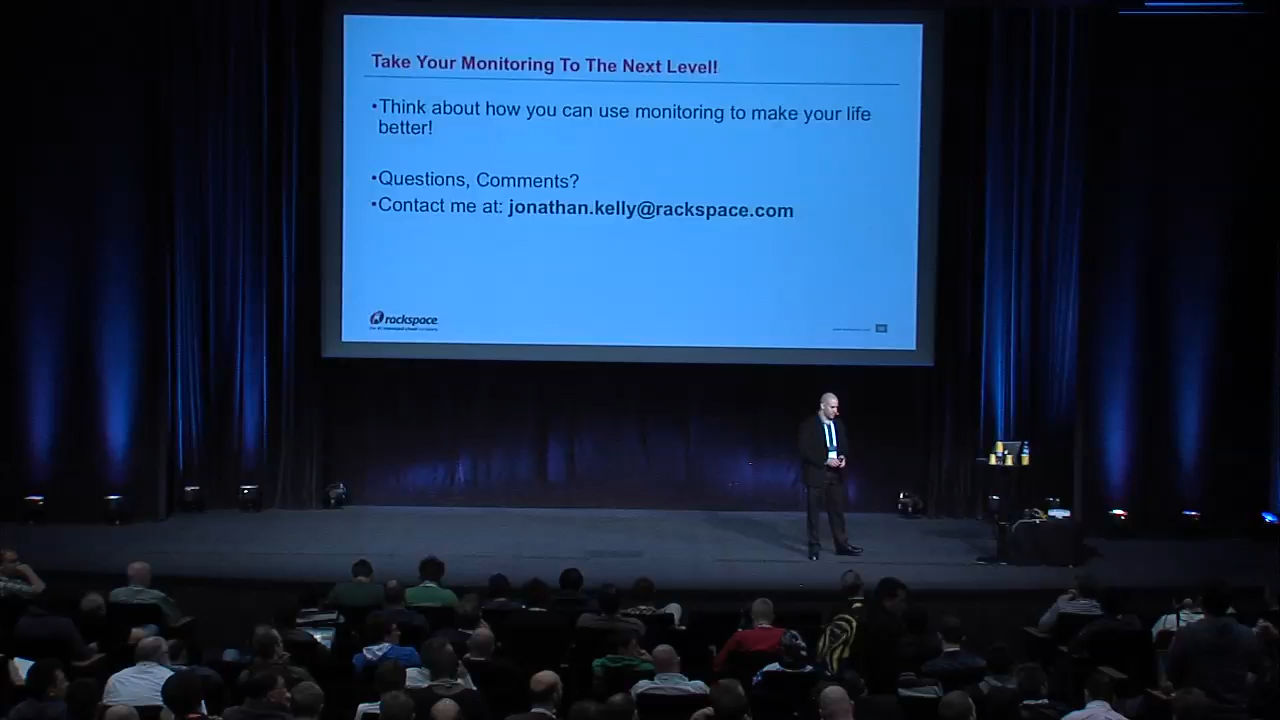 Take Your Monitoring To The Next Level!
•Think about how you can use monitoring to make your life
better!
•Questions, Comments?
•Contact me at: jonathan.kelly@rackspace.com
rackspace